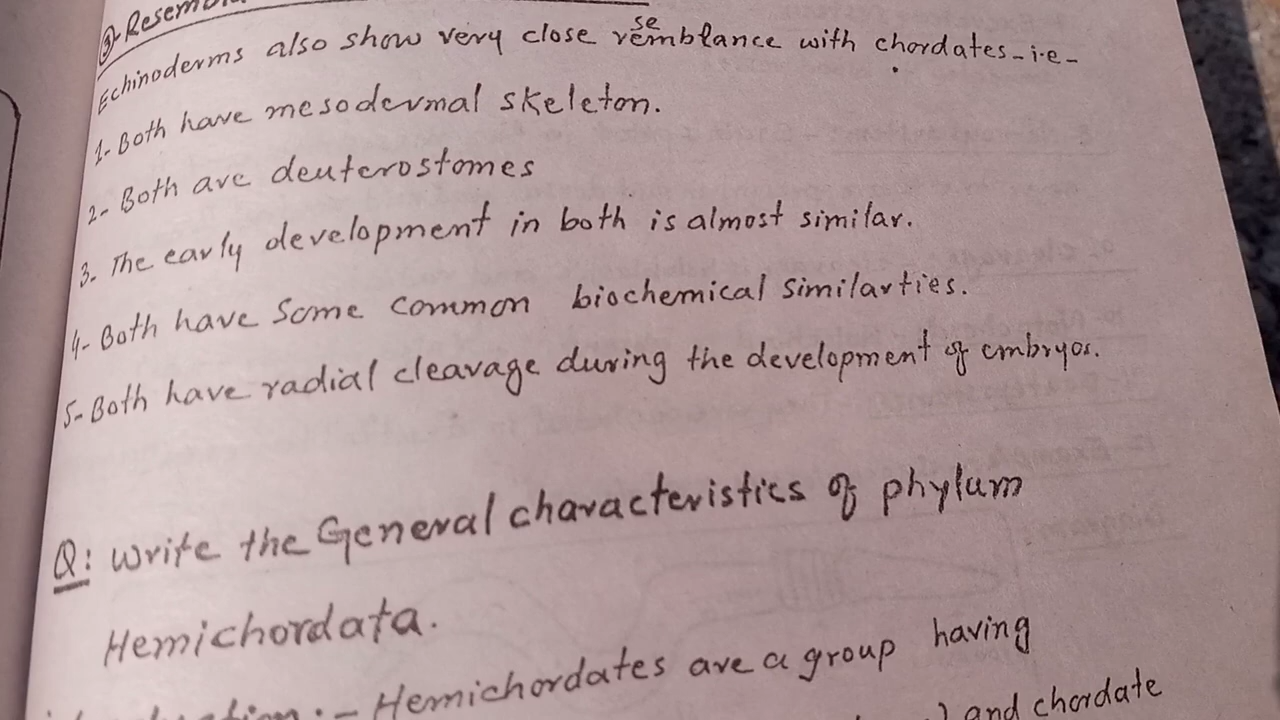 ③-
Echinoderms also show very close resemblance with chordates-i.e-
1- Both have mesodermal skeleton.
2- Both are deuterostomes
3- The early development in both is almost similar.
4- Both have some common biochemical similarties.
5- Both have radial cleavage during the development of embryos.
Q: Write the General characteristics of phylum
Hemichordata.
:- Hemichordates are a group having
and chordate